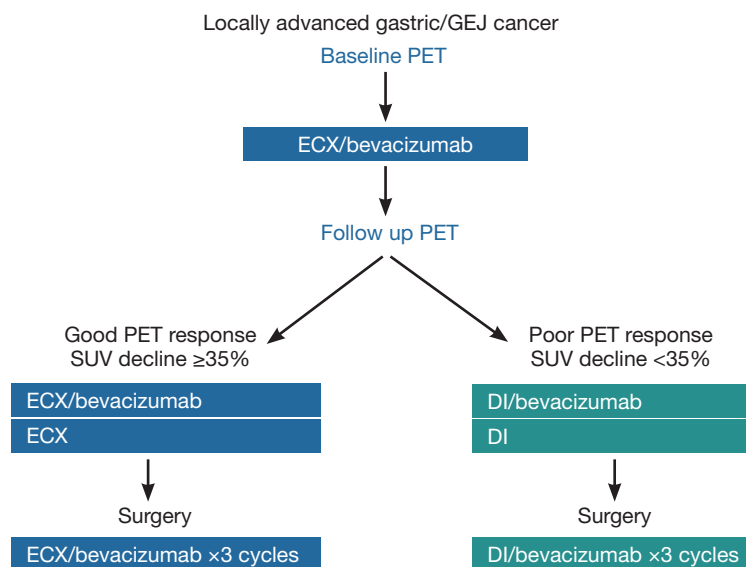 Locally advanced gastric/GEJ cancer
Baseline PET
ECX/bevacizumab
Follow up PET
Good PET response
SUV decline ≥35%
ECX/bevacizumab
ECX
Surgery
ECX/bevacizumab ×3 cycles
Poor PET response
SUV decline <35%
DI/bevacizumab
DI
Surgery
DI/bevacizumab ×3 cycles